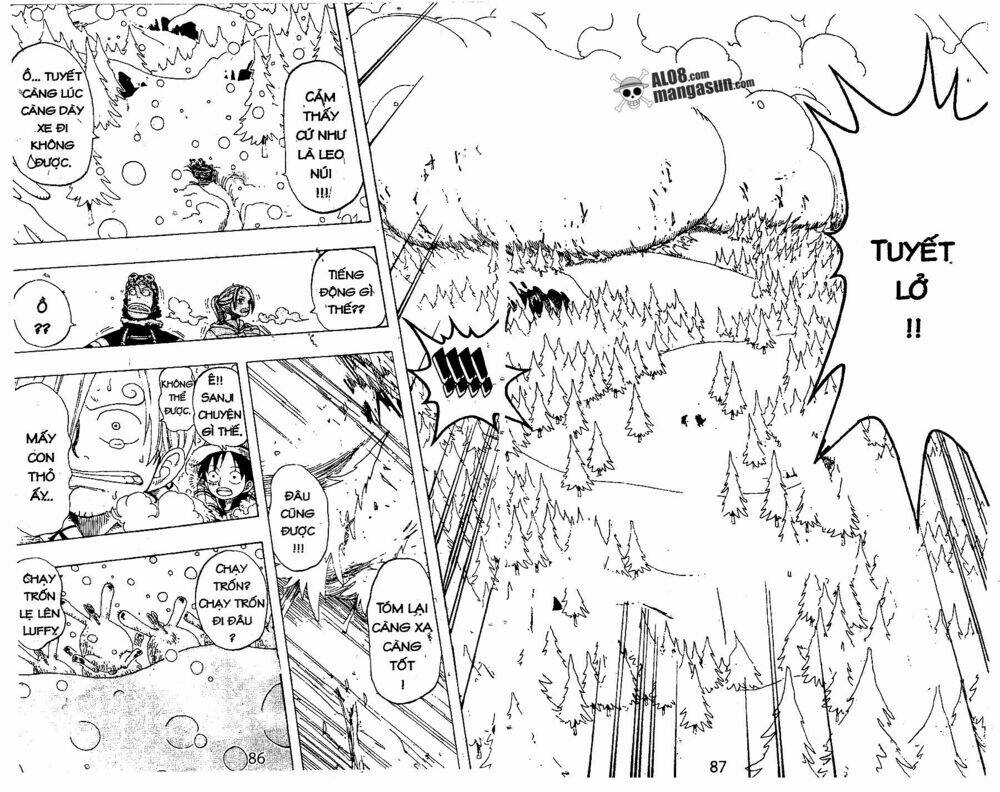 Ồ... TUYẾT
CÀNG LÚC
CÀNG DÀY
XE ĐI
KHÔNG
ĐƯỢC.
CẢM
THẤY
CỨ NHƯ
LÀ LEO
NÚI
!!!
Ồ
??
TIẾNG
ĐỘNG GÌ
THẾ??
MẤY
CON
THỎ
ẤY..
KHÔNG
THỂ
ĐƯỢC.
Ê!!
SANJI
CHUYỆN
GÌ THẾ.
CHẠY
TRỐN
LẸ LÊN
LUFFY.
CHẠY
TRỐN?
CHẠY TRỐN
ĐI ĐÂU
?
ĐÂU
CŨNG
ĐƯỢC
!!!
TÓM LẠI
CÀNG XA
CÀNG
TỐT
!
86
!!!!
AL08.com
mangasun.com
TUYẾT
LỞ
!!
87